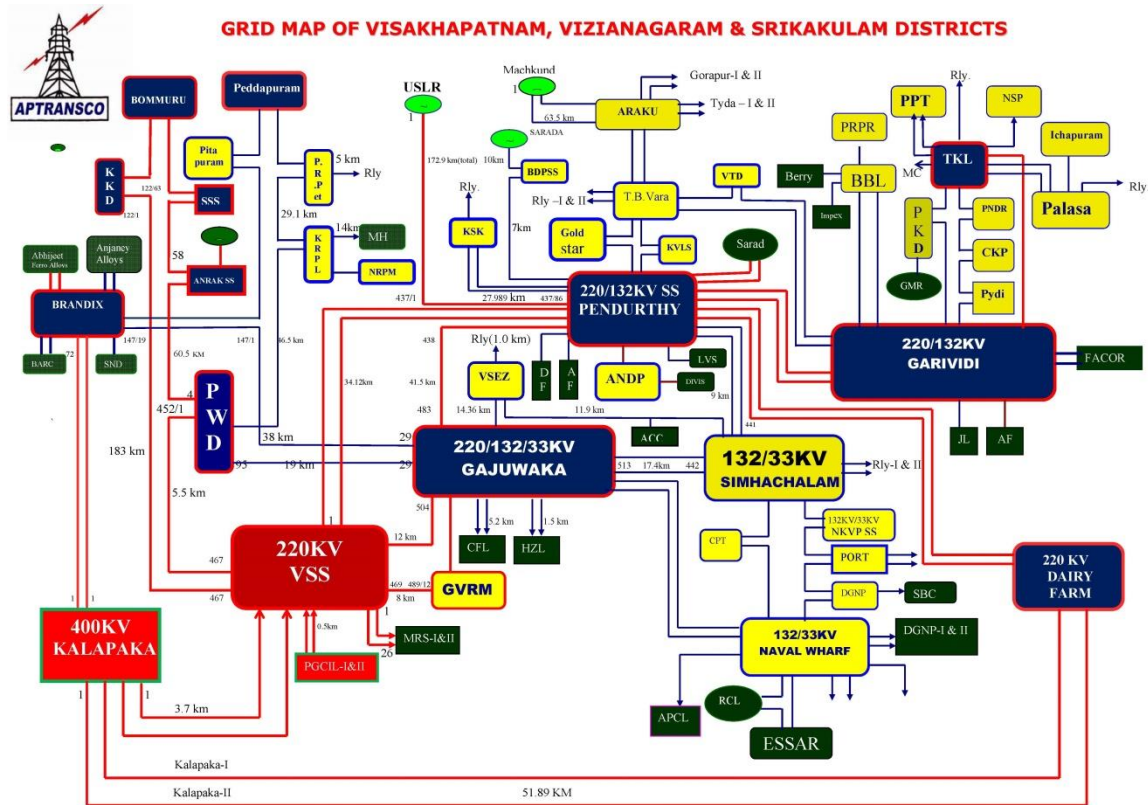 GRID MAP OF VISAKHAPATNAM, VIZIANAGARAM & SRIKAKULAM DISTRICTS
APTRANSCO
BOMMURU
Peddapuram
USLR
1
Machkund
1
63.5 km
ARAKU
Gorapur-I & II
Tyda – I & II
Rly.
PPT
NSP
PRPR
Ichapuram
Pita
puram
P.R.Pet
5 km
Rly
172.9 km(total)
SARADA
10km
BDPSS
VTD
Berry
BBL
MC
TKL
Rly
Palasa
KKD
122/63
122/1
SSS
29.1 km
Rly.
7km
T.B.Vara
Rly –I & II
Impex
PKD
PNDR
KSK
Gold
star
KVLS
Sarad
CKP
GMR
Pydi
14km
MH
KRPL
NRPM
58
Abhijeet
Ferro Alloys
Anjaney
Alloys
ANRAK SS
BRANDIX
437/1
27.989 km
437/86
220/132KV SS
PENDURTHY
220/132KV
GARIVIDI
FACOR
147/19
147/1
BARC
72
SND
60.5 KM
438
Rly(1.0 km)
34.12km
41.5 km
VSEZ
DF
AF
ANDP
LVS
DIVIS
9 km
JL
AF
PWD
452/1
483
14.36 km
11.9 km
ACC
441
38 km
29
183 km
19 km
220/132/33KV
GAJUWAKA
513
17.4km
442
132/33KV
SIMHACHALAM
Rly-I & II
5.5 km
504
5.2 km
1.5 km
CFL
HZL
CPT
132KV/33KV
NKVP SS
PORT
1
12 km
220KV
VSS
467
467
469
489/12
8 km
GVRM
DGNP
SBC
220 KV
DAIRY
FARM
1
1
400KV
KALAPAKA
0.5km
1
MRS-I&II
26
PGCIL-I&II
132/33KV
NAVAL WHARF
DGNP-I & II
1
1
3.7 km
APCL
RCL
ESSAR
Kalapaka-I
Kalapaka-II
51.89 KM